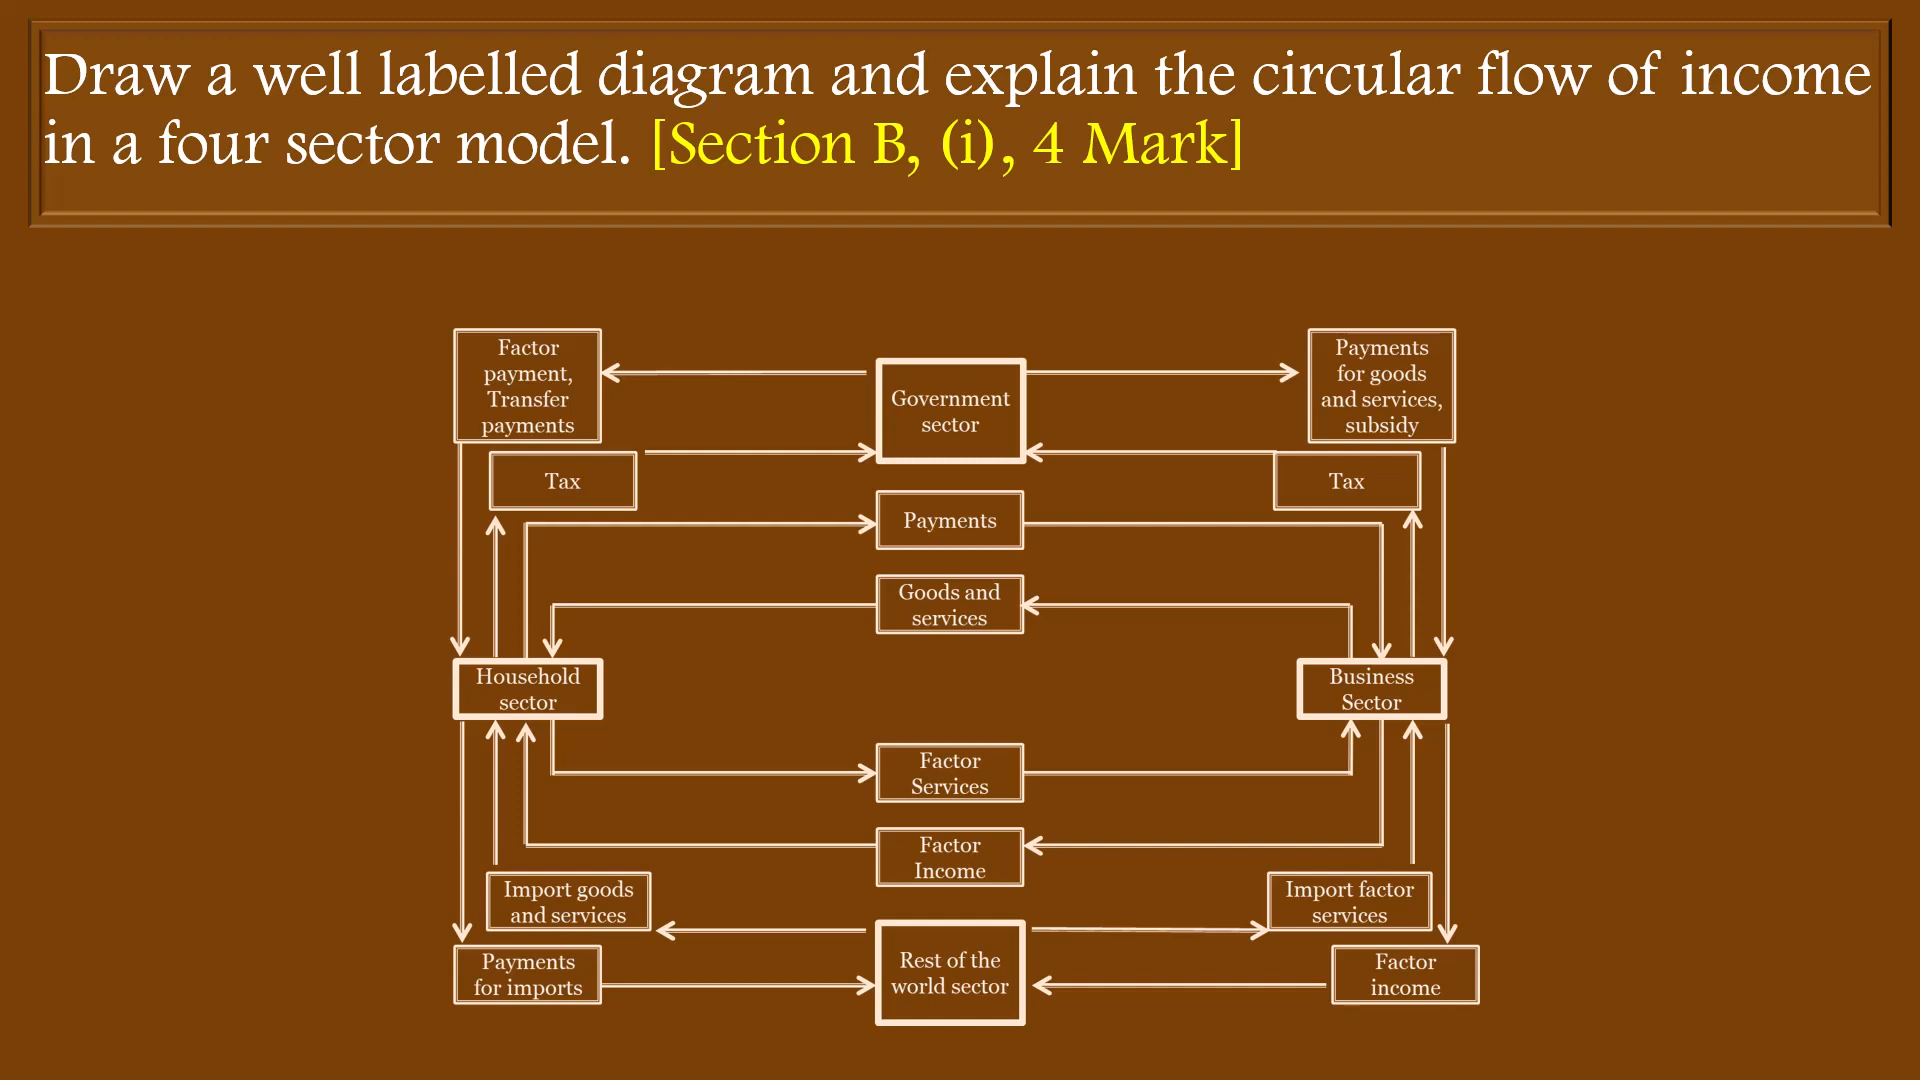 Draw a well labelled diagram and explain the circular flow of income
in a four sector model. [Section B, (i), 4 Mark]
Factor
payment,
Transfer
payments
Government
sector
Payments
for goods
and services,
subsidy
Tax
Tax
Payments
Goods and
services
Household
sector
Business
Sector
Factor
Services
Factor
Income
Import goods
and services
Import factor
services
Payments
for imports
Rest of the
world sector
Factor
income